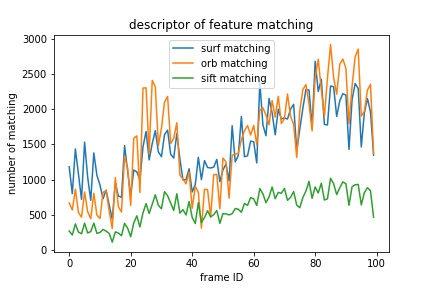 descriptor of feature matching
surf matching
orb matching
sift matching
number of matching
3000
2500
2000
1500
1000
500
0
0 20 40 60 80 100
frame ID